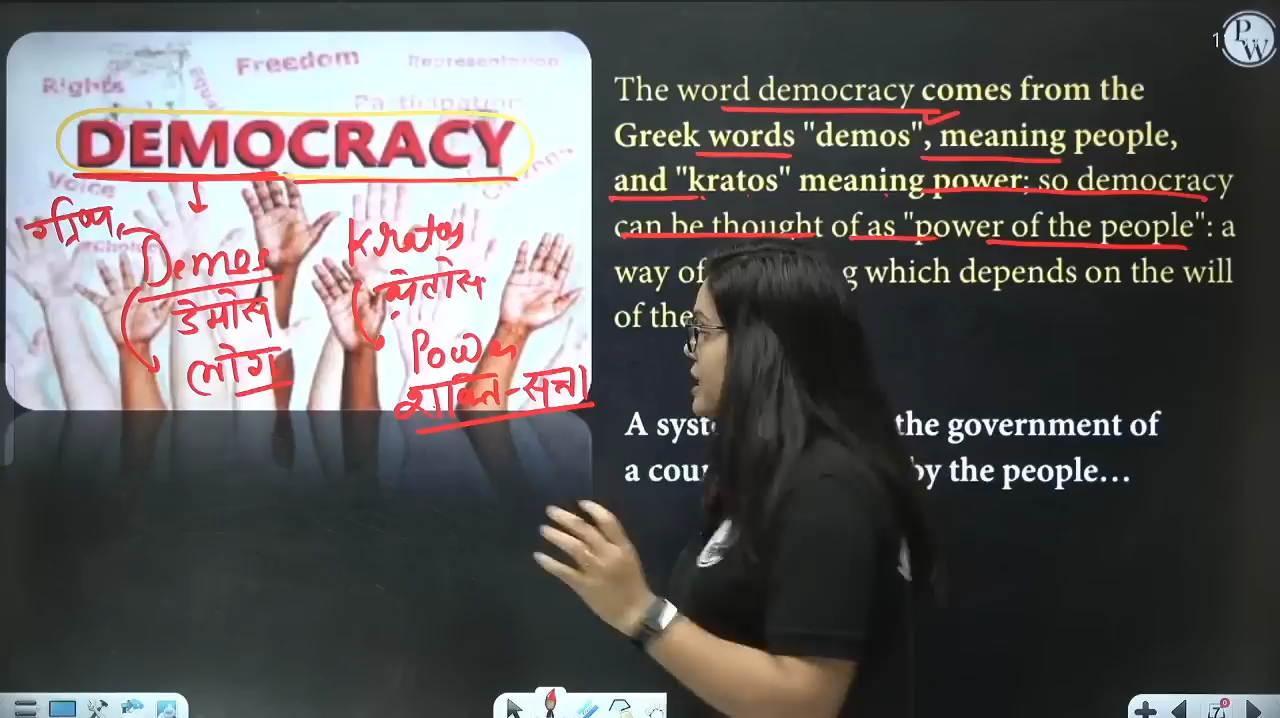 Freedom
Representation
Rights
Participation
DEMOCRACY
Voice
Demos
डेमोस
लोग
Kratos
क्रेतोस
Power
शक्ति-सत्ता
The word democracy comes from the
Greek words "demos", meaning people,
and "kratos" meaning power; so democracy
can be thought of as "power of the people": a
way of which depends on the will
of the
A the government of
a by the people...
PW
7